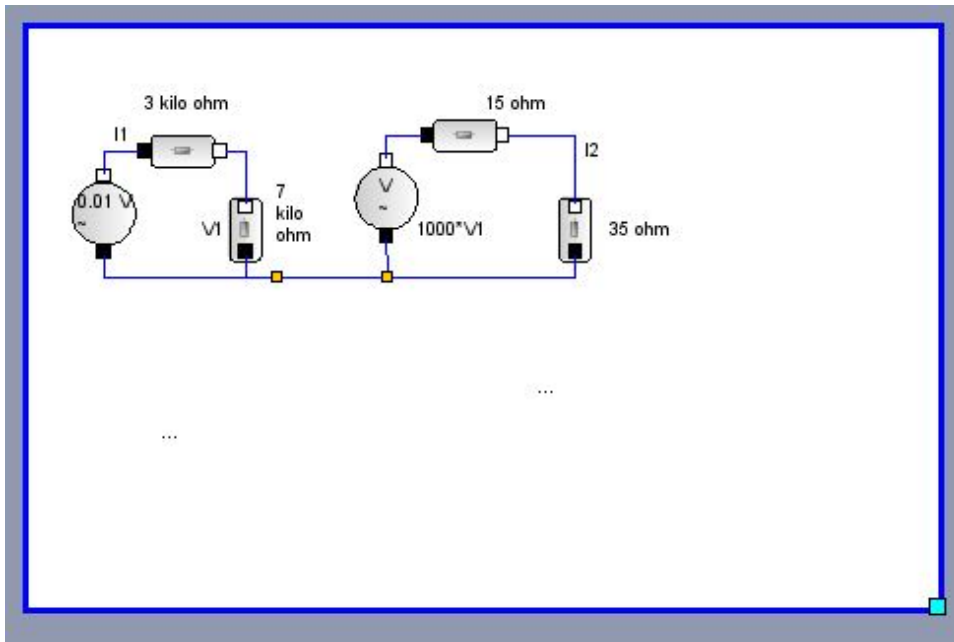 3 kilo ohm
15 ohm
I1
I2
0.01 V
~
V1
7
kilo
ohm
V
~
1000*V1
35 ohm
...
...